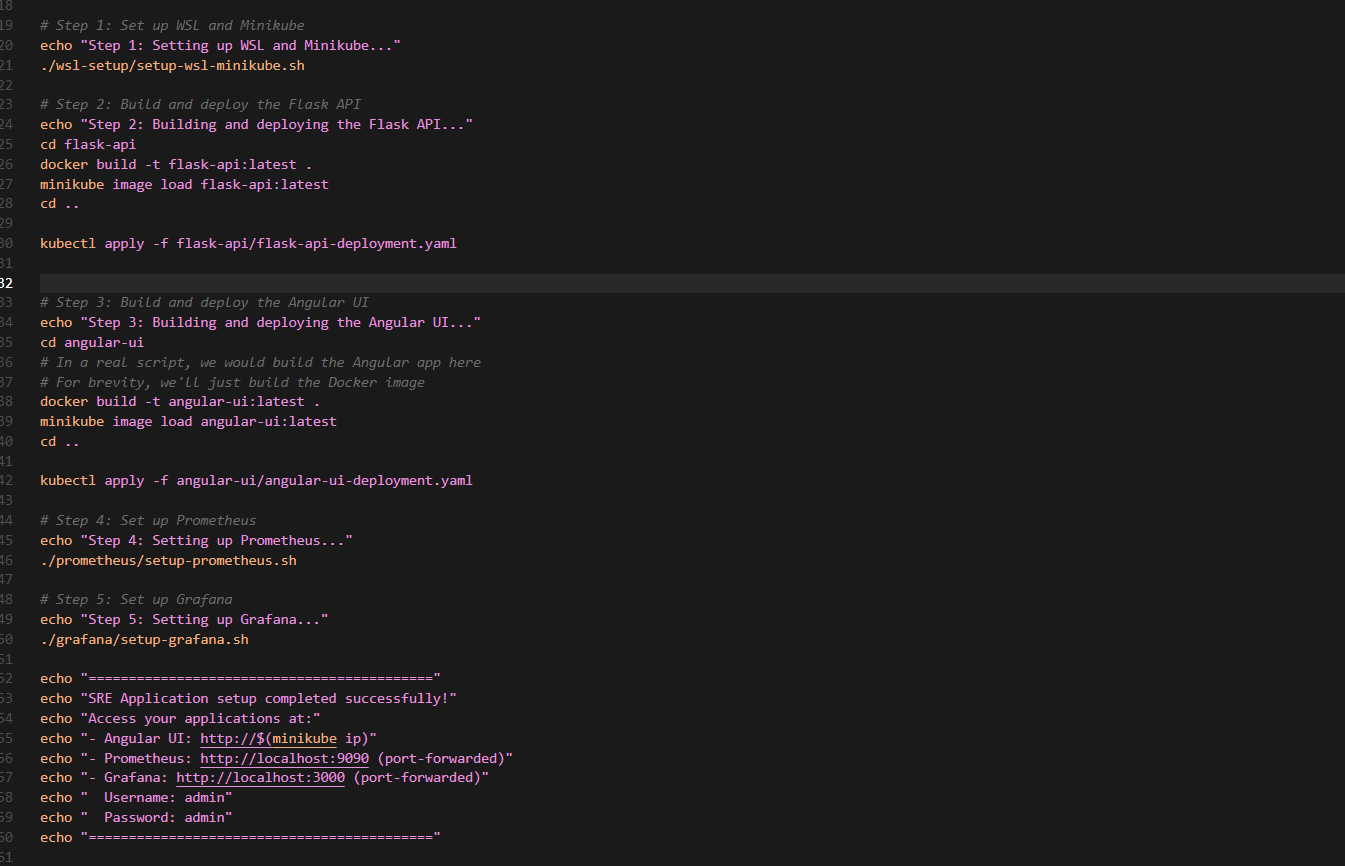 18
19 # Step 1: Set up WSL and Minikube
20 echo "Step 1: Setting up WSL and Minikube..."
21 ./wsl-setup/setup-wsl-minikube.sh
22
23 # Step 2: Build and deploy the Flask API
24 echo "Step 2: Building and deploying the Flask API..."
25 cd flask-api
26 docker build -t flask-api:latest .
27 minikube image load flask-api:latest
28 cd ..
29
30 kubectl apply -f flask-api/flask-api-deployment.yaml
31
32
33 # Step 3: Build and deploy the Angular UI
34 echo "Step 3: Building and deploying the Angular UI..."
35 cd angular-ui
36 # In a real script, we would build the Angular app here
37 # For brevity, we'll just build the Docker image
38 docker build -t angular-ui:latest .
39 minikube image load angular-ui:latest
40 cd ..
41
42 kubectl apply -f angular-ui/angular-ui-deployment.yaml
43
44 # Step 4: Set up Prometheus
45 echo "Step 4: Setting up Prometheus..."
46 ./prometheus/setup-prometheus.sh
47
48 # Step 5: Set up Grafana
49 echo "Step 5: Setting up Grafana..."
50 ./grafana/setup-grafana.sh
51
52 echo "==========================================="
53 echo "SRE Application setup completed successfully!"
54 echo "Access your applications at:"
55 echo "- Angular UI: http://$(minikube ip)"
56 echo "- Prometheus: http://localhost:9090 (port-forwarded)"
57 echo "- Grafana: http://localhost:3000 (port-forwarded)"
58 echo "  Username: admin"
59 echo "  Password: admin"
60 echo "==========================================="
61